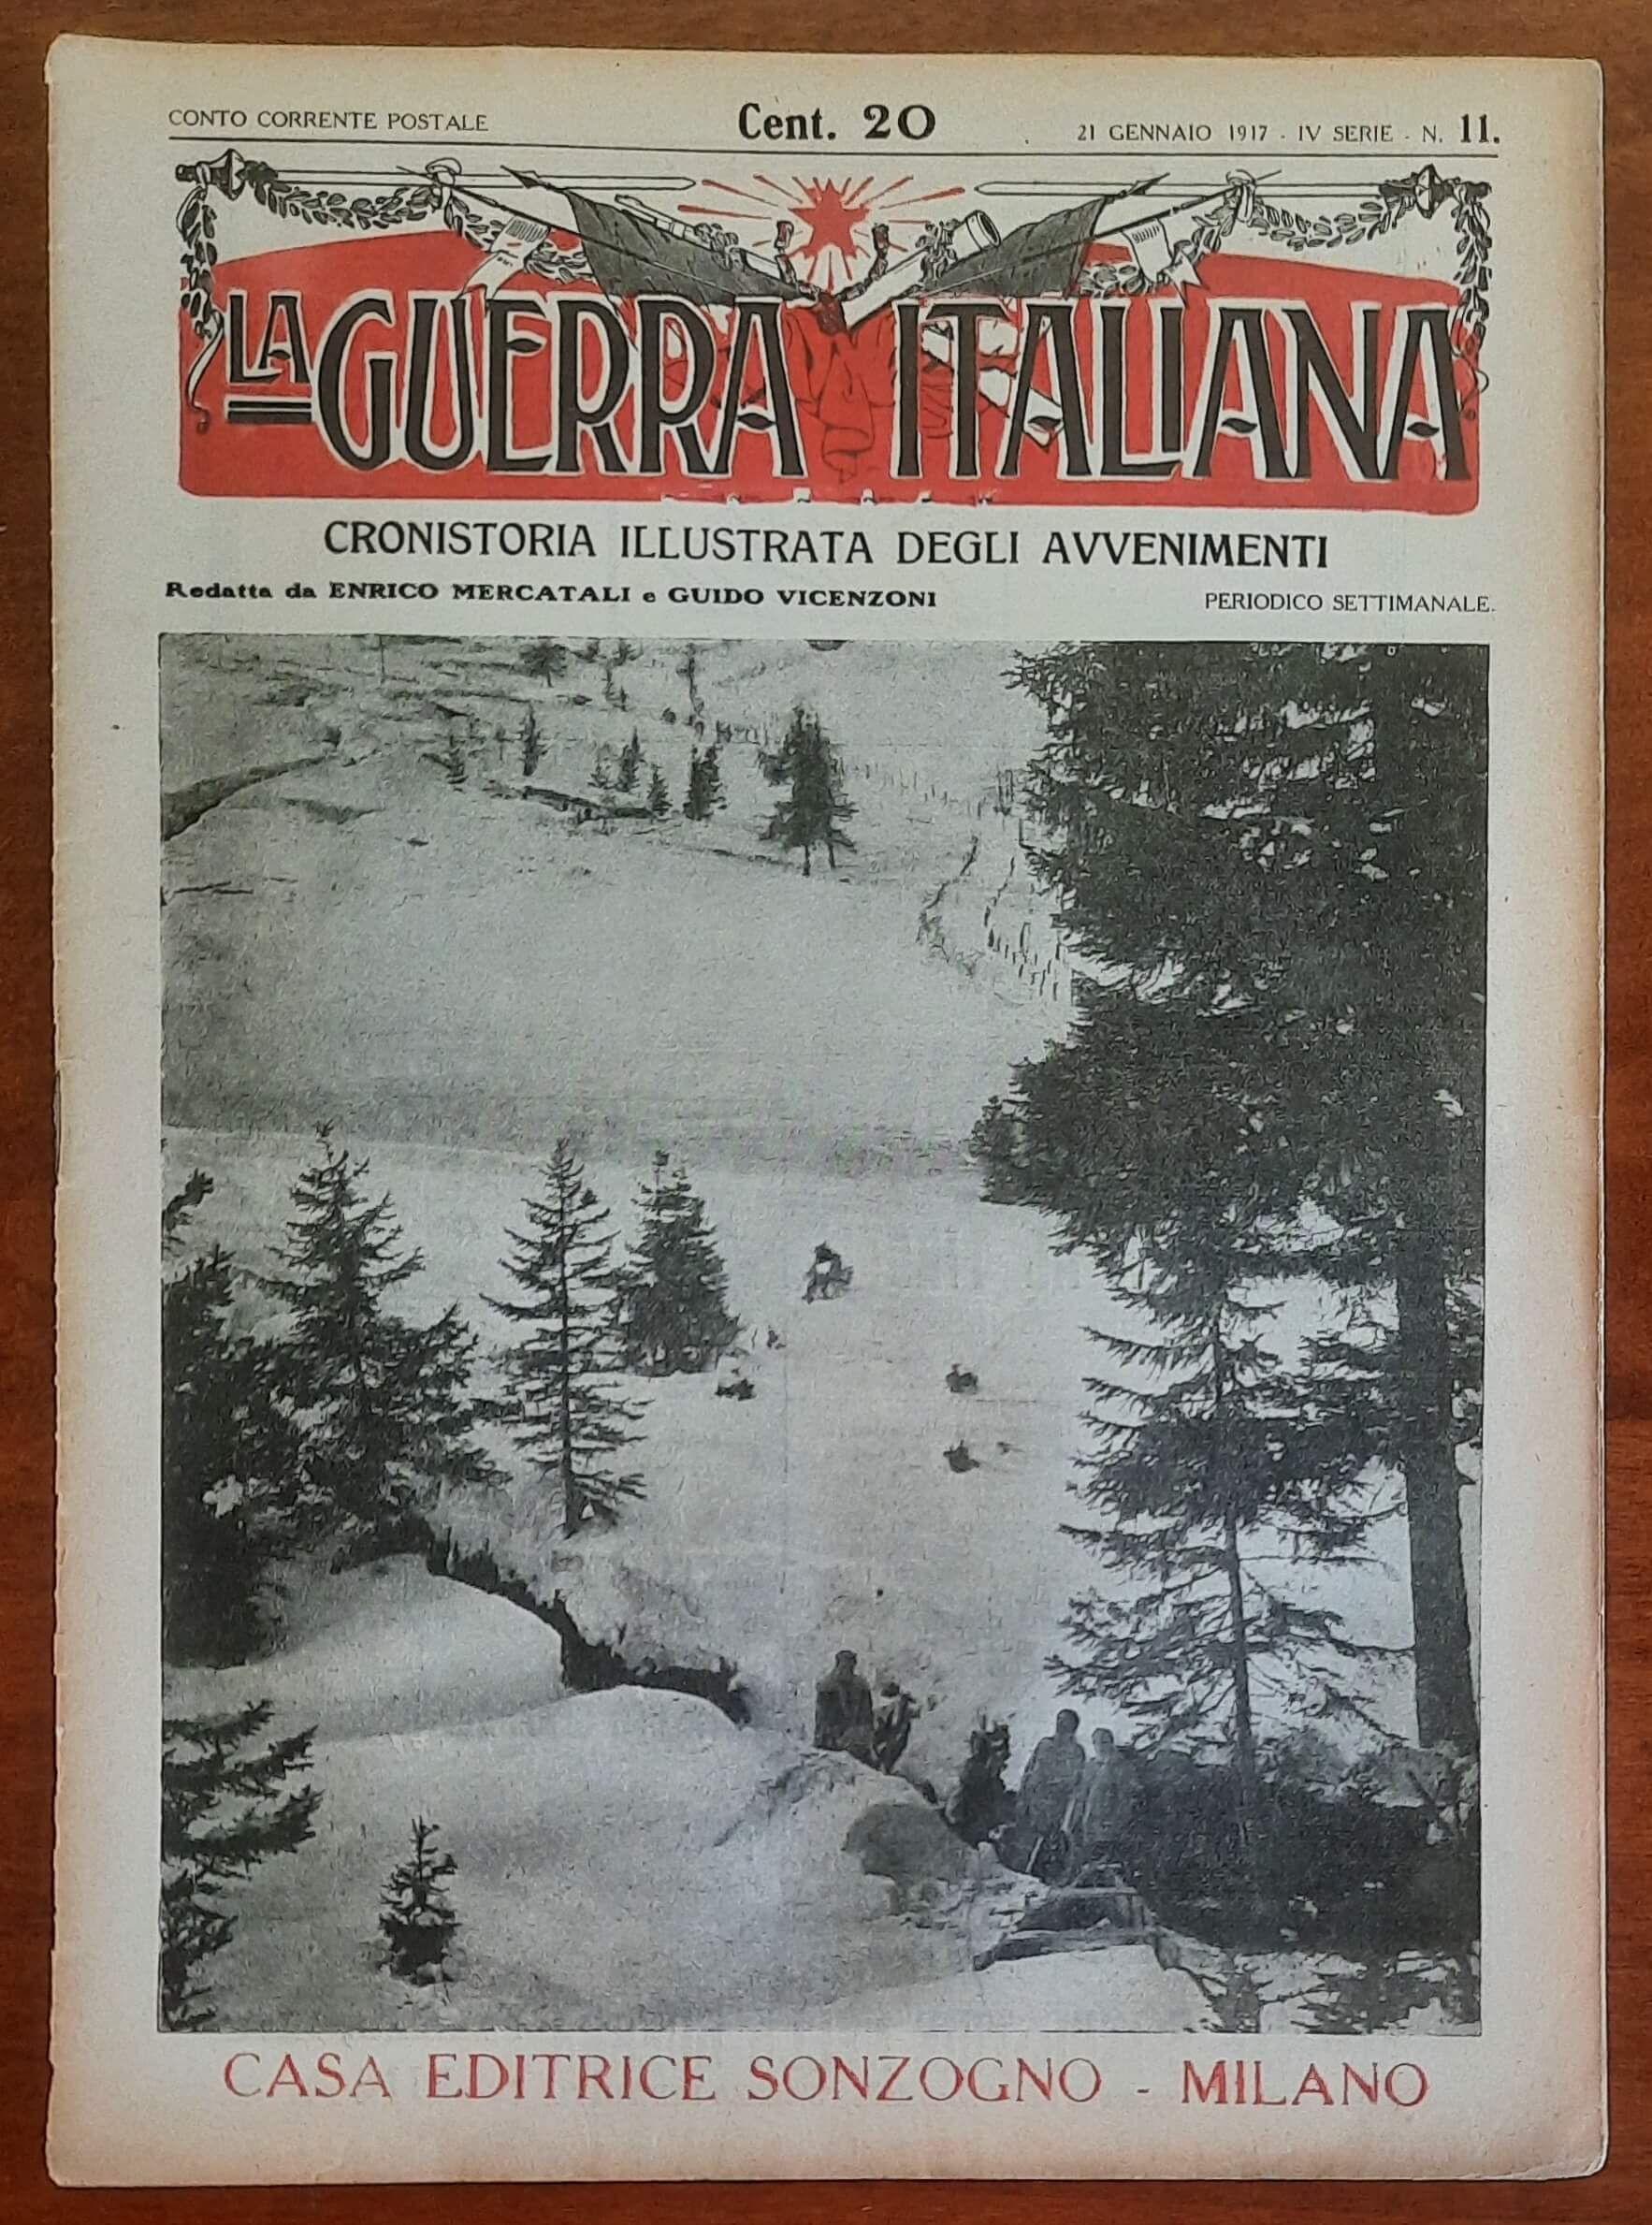 CONTO CORRENTE POSTALE Cent. 20 21 GENNAIO 1917 - IV SERIE - N. 11.
LA GUERRA ITALIANA
CRONISTORIA ILLUSTRATA DEGLI AVVENIMENTI
Redatta da ENRICO MERCATALI e GUIDO VICENZONI PERIODICO SETTIMANALE.
CASA EDITRICE SONZOGNO - MILANO